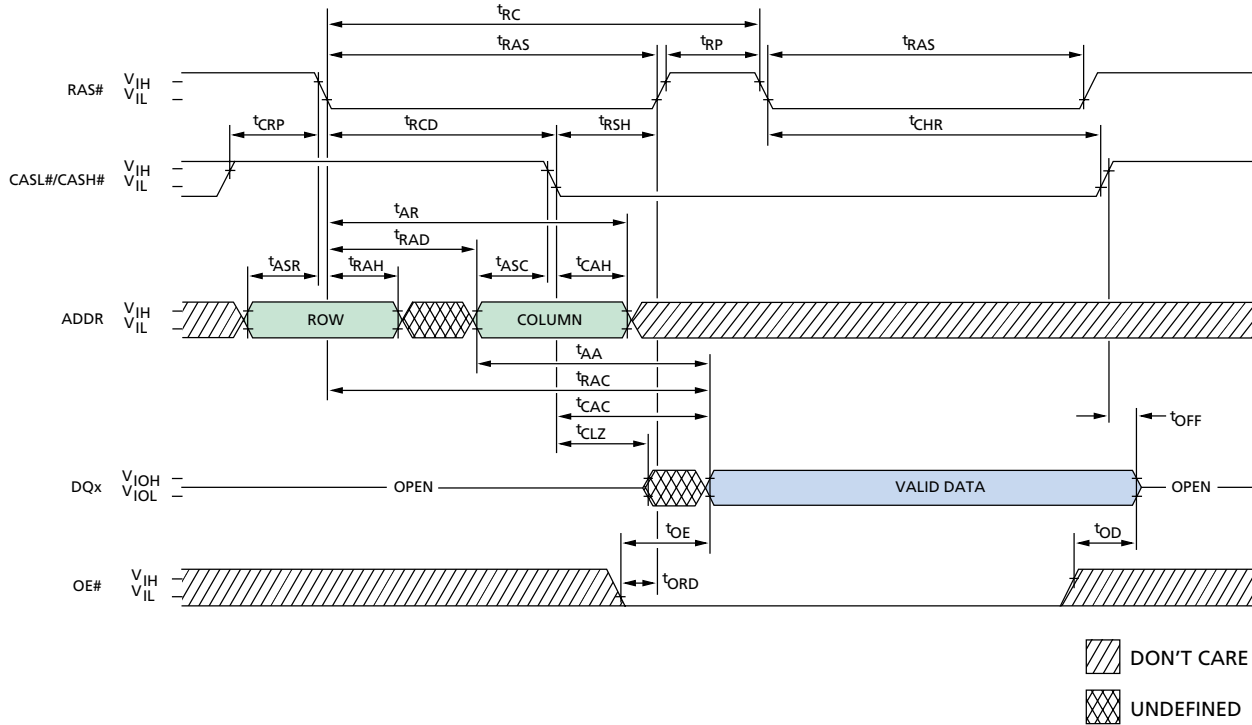 tRC
tRAS tRP tRAS
RAS# VIH
VIL
tCRP tRCD tRSH tCHR
CASL#/CASH# VIH
VIL
tAR
tRAD
tASR tRAH tASC tCAH
ADDR VIH
VIL
ROW COLUMN
tAA
tRAC
tCAC
tOFF
tCLZ
DQx VIOH
VIOL
OPEN VALID DATA OPEN
tOE tOD
tORD
OE# VIH
VIL
DON'T CARE
UNDEFINED